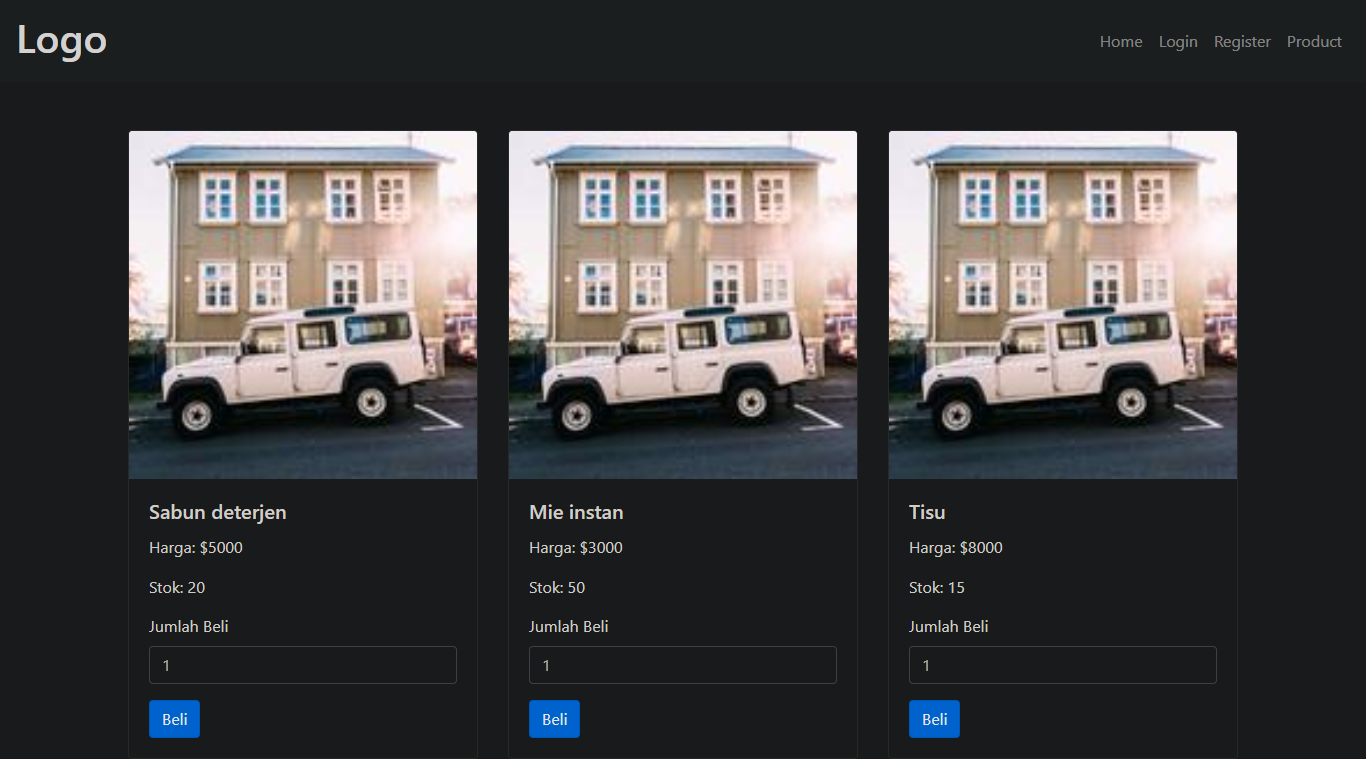 Logo
Home Login Register Product
Sabun deterjen
Harga: $5000
Stok: 20
Jumlah Beli
1
Beli
Mie instan
Harga: $3000
Stok: 50
Jumlah Beli
1
Beli
Tisu
Harga: $8000
Stok: 15
Jumlah Beli
1
Beli